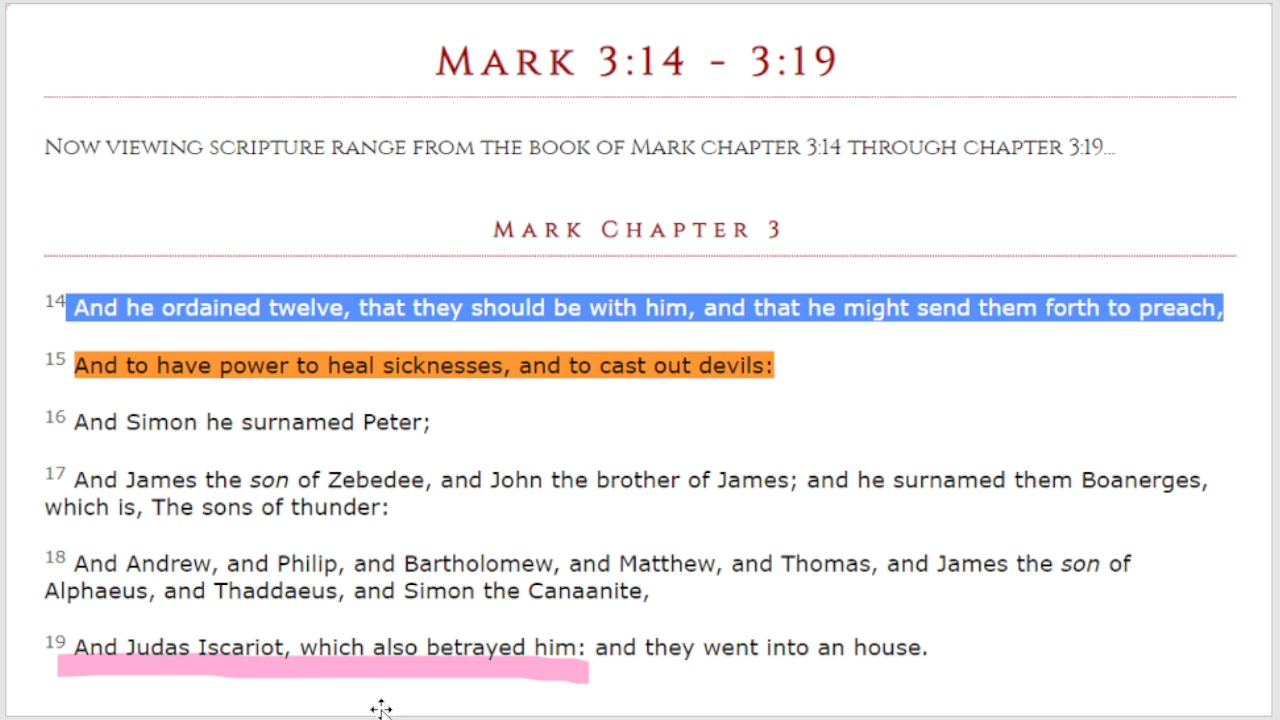 Mark 3:14 - 3:19
Now viewing scripture range from the book of Mark chapter 3:14 through chapter 3:19...
Mark Chapter 3
14 And he ordained twelve, that they should be with him, and that he might send them forth to preach,
15 And to have power to heal sicknesses, and to cast out devils:
16 And Simon he surnamed Peter;
17 And James the son of Zebedee, and John the brother of James; and he surnamed them Boanerges,
which is, The sons of thunder:
18 And Andrew, and Philip, and Bartholomew, and Matthew, and Thomas, and James the son of
Alphaeus, and Thaddaeus, and Simon the Canaanite,
19 And Judas Iscariot, which also betrayed him: and they went into an house.